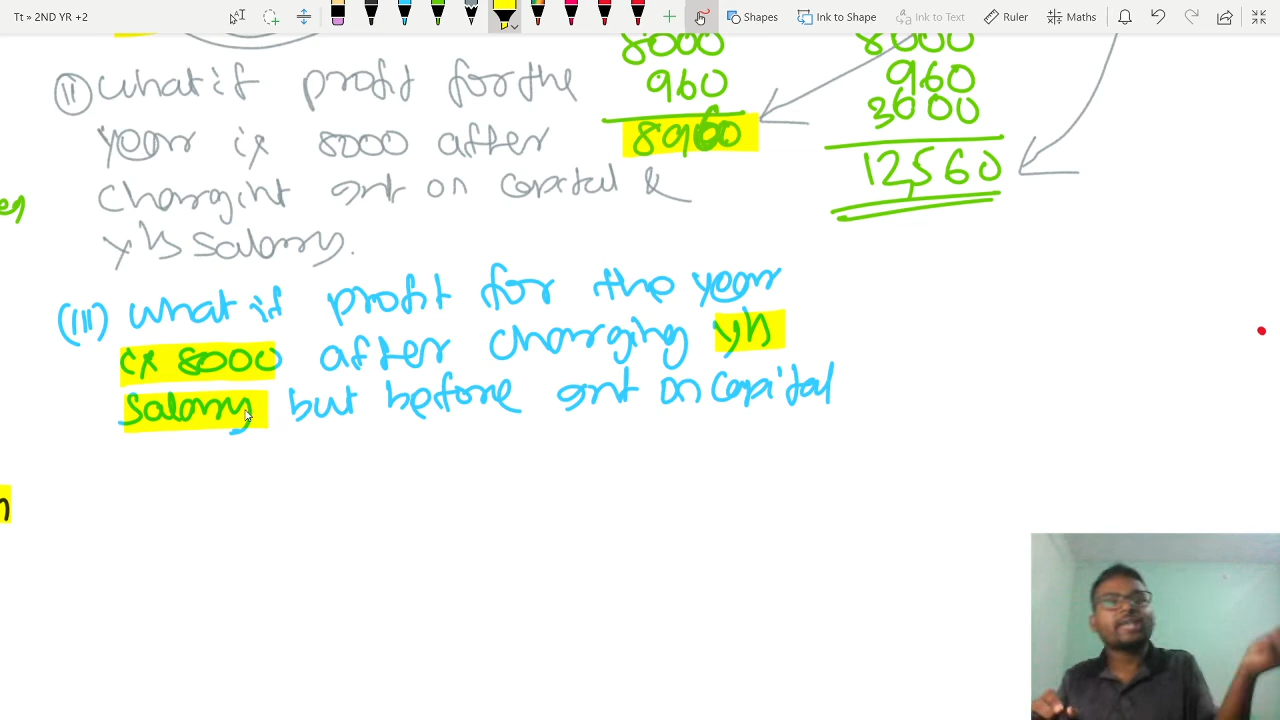 Tt > 2ND YR +2
Shapes
Ink to Shape
Ink to Text
Ruler
Maths
8000
960
8960
8000
960
3600
12,560
(ii) What if profit for the
year is 8000 after
charging int on capital &
Y's salary.
(iii) What if profit for the year
is 8000 after charging Y's
salary but before int on capital
n